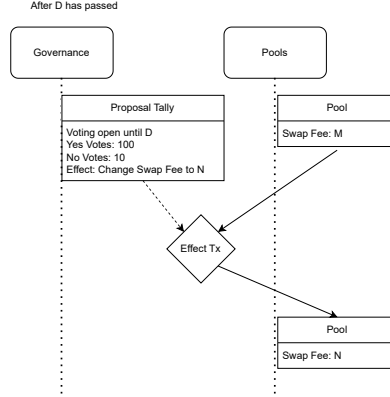 After D has passed
Governance
Pools
Proposal Tally
Voting open until D
Yes Votes: 100
No Votes: 10
Effect: Change Swap Fee to N
Pool
Swap Fee: M
Effect Tx
Pool
Swap Fee: N